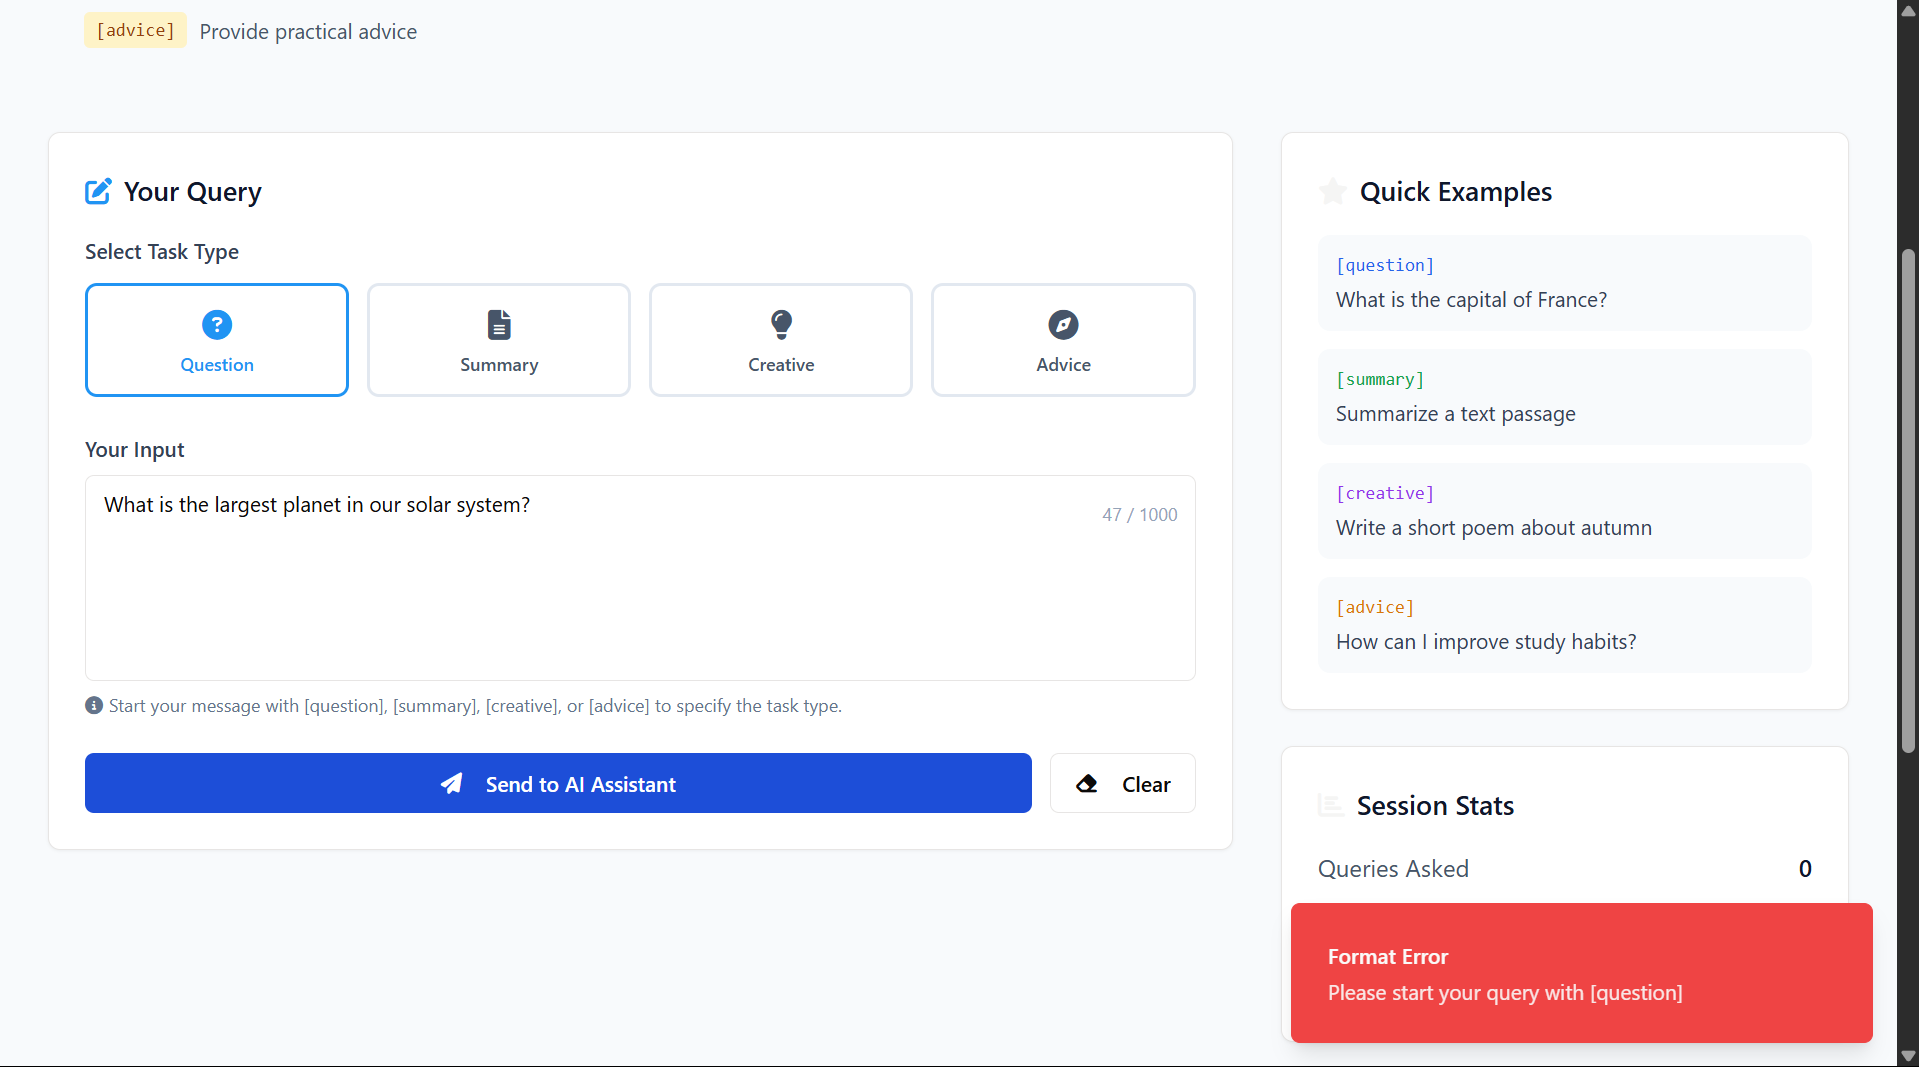 [advice] Provide practical advice
Your Query
Select Task Type
Question
Summary
Creative
Advice
Your Input
What is the largest planet in our solar system?
47 / 1000
Start your message with [question], [summary], [creative], or [advice] to specify the task type.
Send to AI Assistant
Clear
Quick Examples
[question]
What is the capital of France?
[summary]
Summarize a text passage
[creative]
Write a short poem about autumn
[advice]
How can I improve study habits?
Session Stats
Queries Asked 0
Format Error
Please start your query with [question]